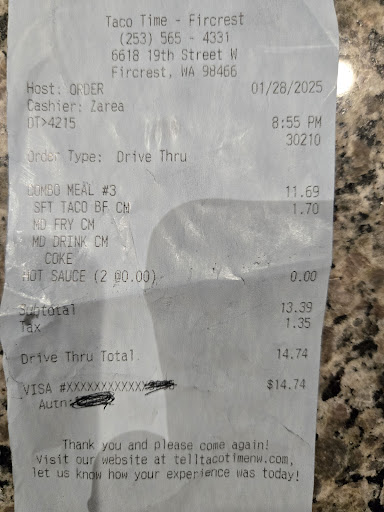 Taco Time - Fircrest
(253) 565 - 4331
6618 19th Street W
Fircrest, WA 98466
Host: ORDER 01/28/2025
Cashier: Zarea
DT>4215 8:55 PM
30210
Order Type: Drive Thru
COMBO MEAL #3 11.69
SFT TACO BF CM 1.70
MD FRY CM
MD DRINK CM
COKE
HOT SAUCE (2 @0.00) 0.00
Subtotal 13.39
Tax 1.35
Drive Thru Total 14.74
VISA #XXXXXXXXXXXX $14.74
Auth:
Thank you and please come again!
Visit our website at telltacotimenw.com,
let us know how your experience was today!